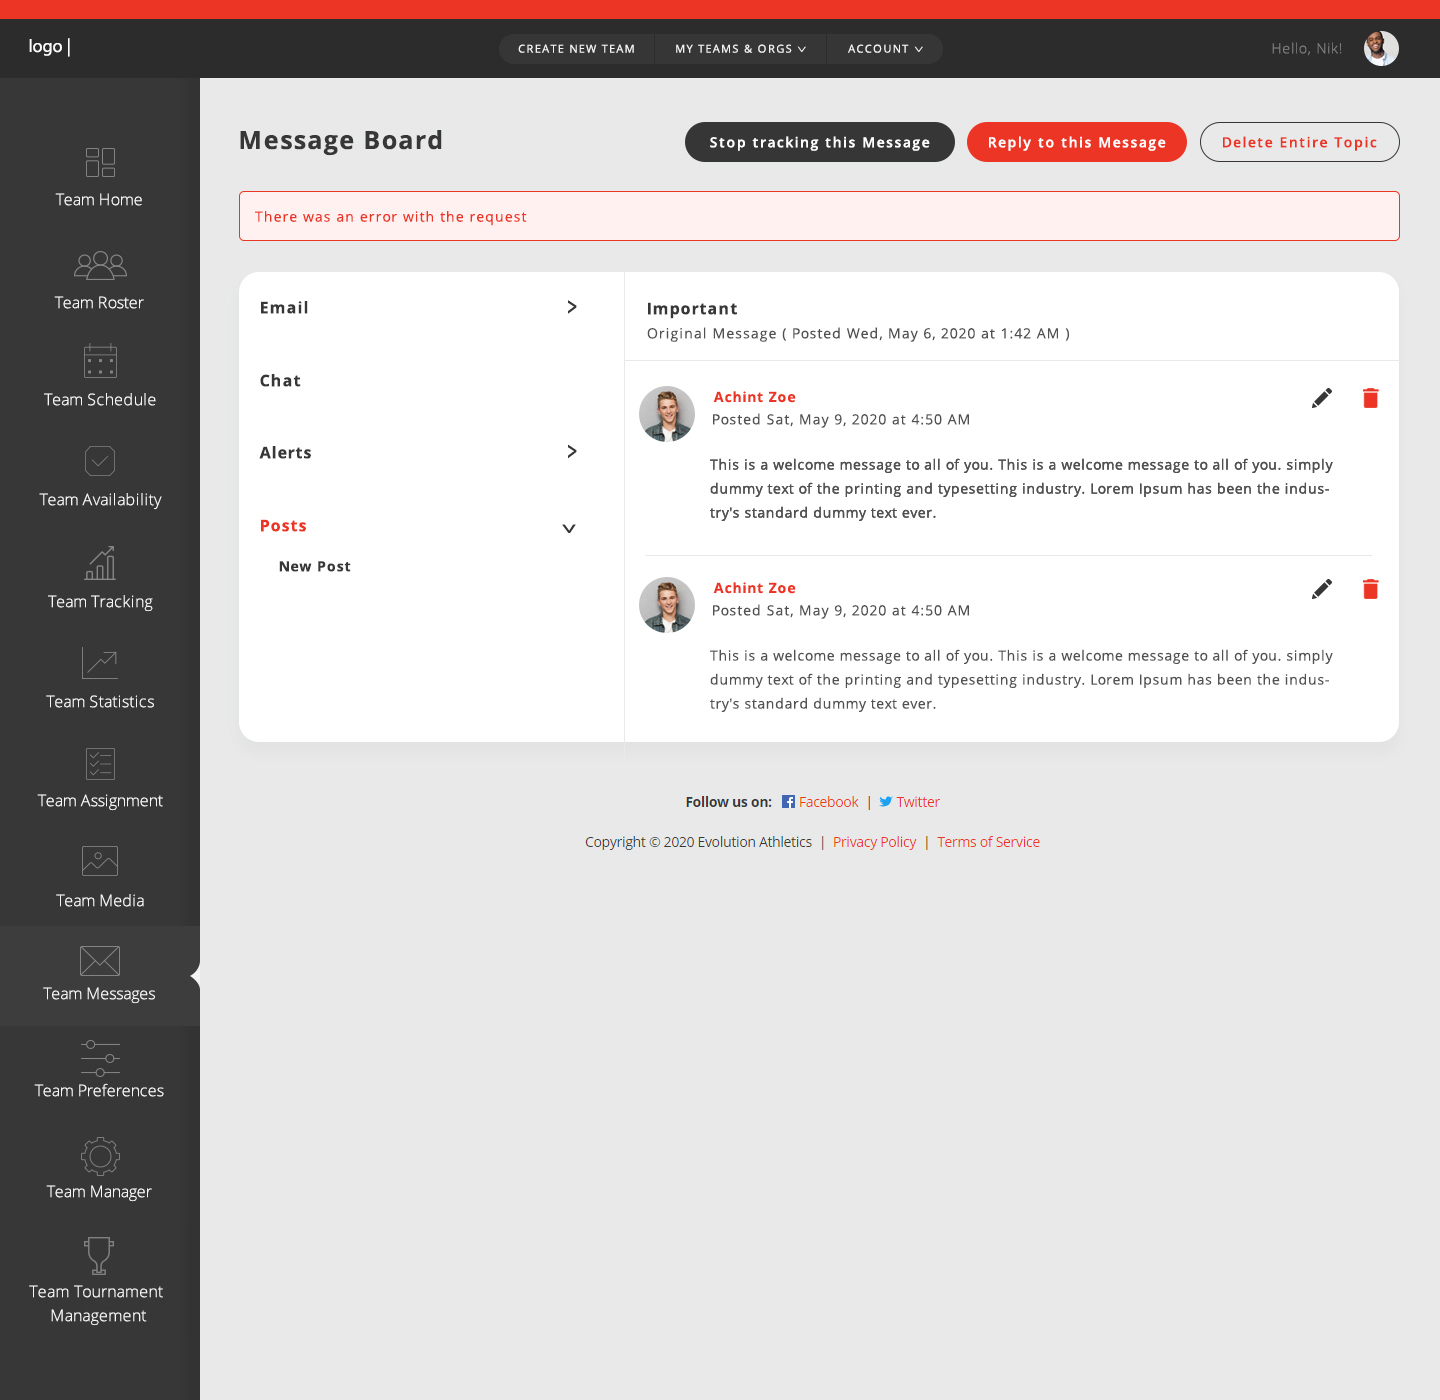 logo |
CREATE NEW TEAM
MY TEAMS & ORGS
ACCOUNT
Hello, Nik!
Team Home
Team Roster
Team Schedule
Team Availability
Team Tracking
Team Statistics
Team Assignment
Team Media
Team Messages
Team Preferences
Team Manager
Team Tournament
Management
Message Board
Stop tracking this Message
Reply to this Message
Delete Entire Topic
There was an error with the request
Email
Chat
Alerts
Posts
New Post
Important
Original Message ( Posted Wed, May 6, 2020 at 1:42 AM )
Achint Zoe
Posted Sat, May 9, 2020 at 4:50 AM
This is a welcome message to all of you. This is a welcome message to all of you. simply
dummy text of the printing and typesetting industry. Lorem Ipsum has been the indus-
try's standard dummy text ever.
Achint Zoe
Posted Sat, May 9, 2020 at 4:50 AM
This is a welcome message to all of you. This is a welcome message to all of you. simply
dummy text of the printing and typesetting industry. Lorem Ipsum has been the indus-
try's standard dummy text ever.
Follow us on: Facebook | Twitter
Copyright © 2020 Evolution Athletics | Privacy Policy | Terms of Service